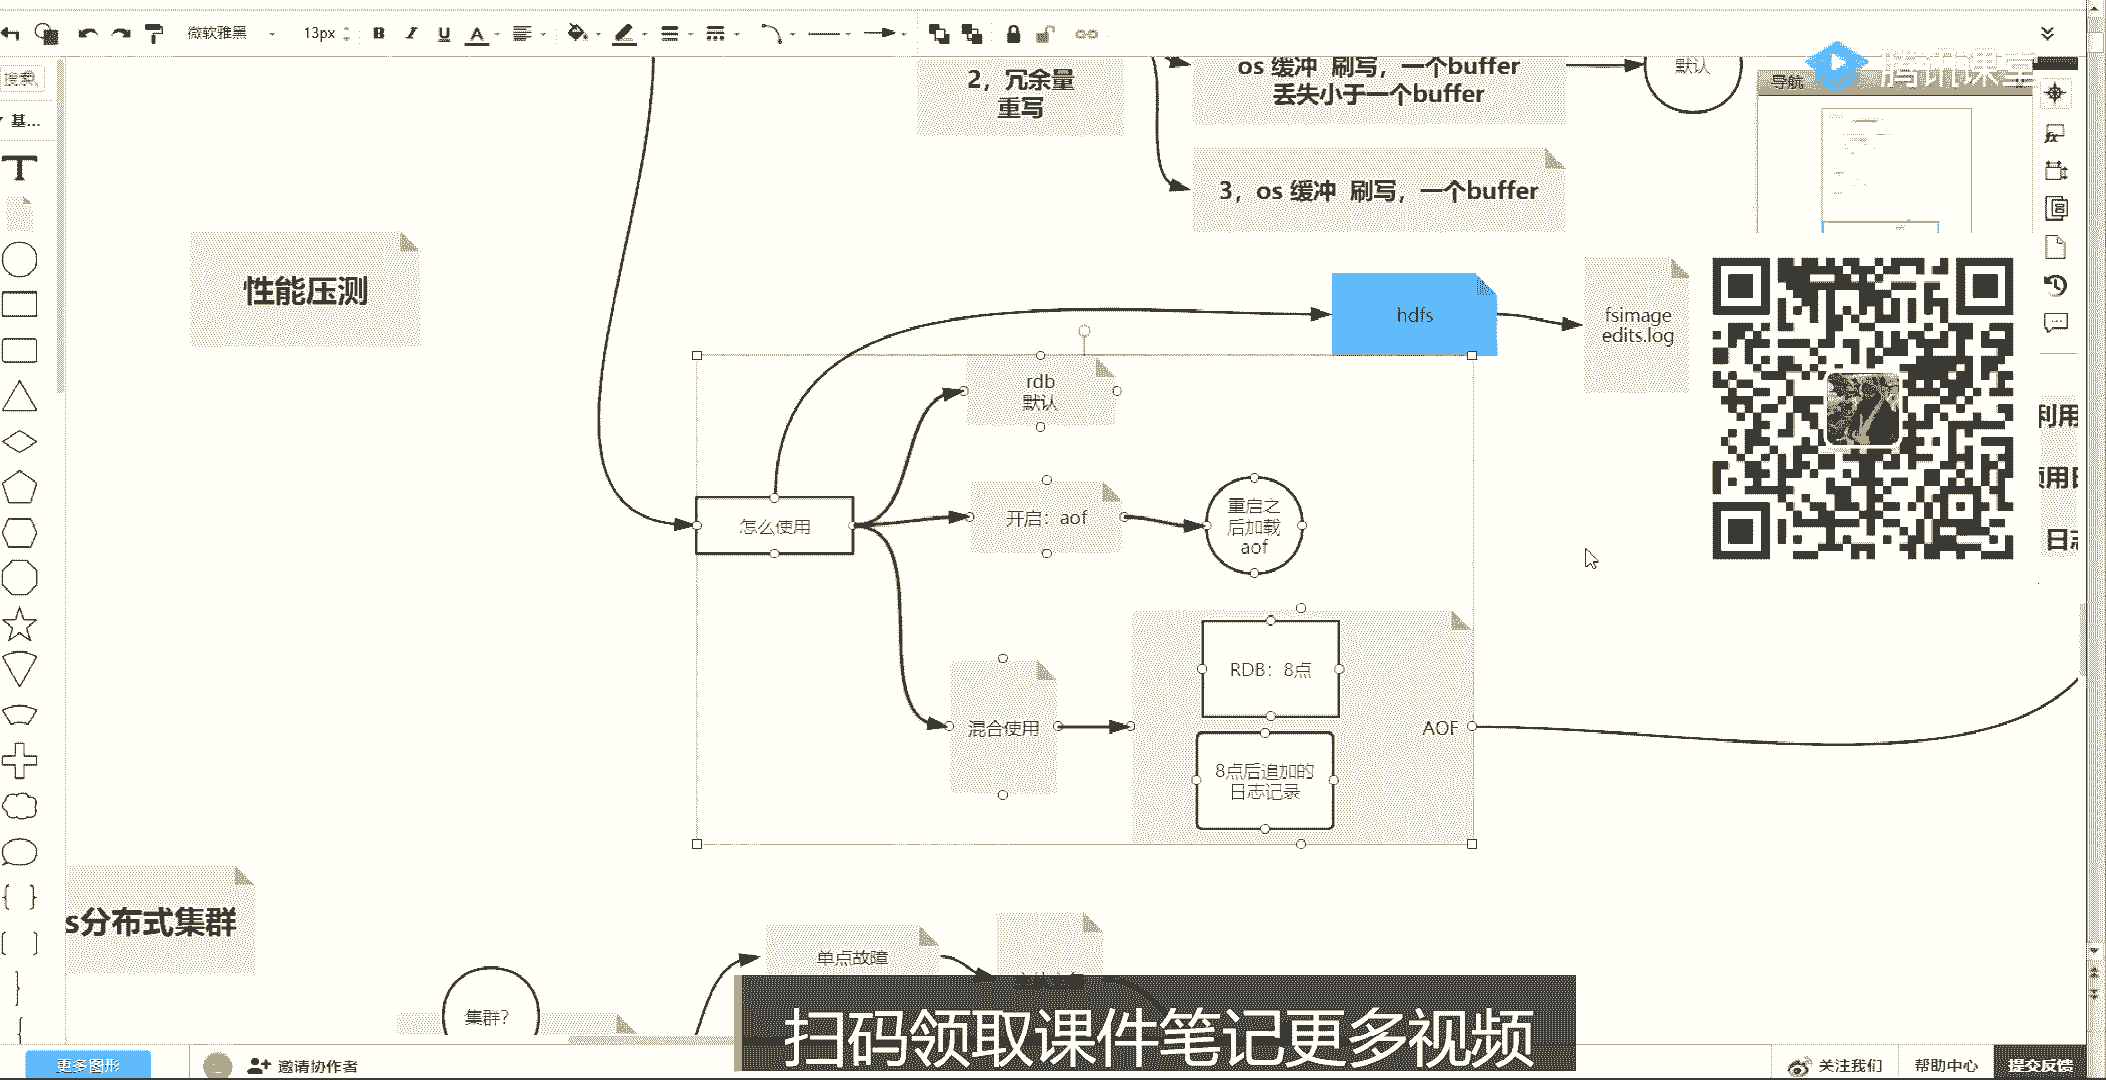 微软雅黑 13px B I U A
腾讯课堂
导航
搜索
基...
T
2，冗余量
重写
os 缓冲 刷写，一个buffer
丢失小于一个buffer
默认
3，os 缓冲 刷写，一个buffer
性能压测
hdfs
fsimage
edits.log
rdb
默认
利用
怎么使用
开启：aof
重启之
后加载
aof
RDB：8点
混合使用
AOF
8点后追加的
日志记录
s分布式集群
单点故障
集群?
扫码领取课件笔记更多视频
更多图形
邀请协作者
关注我们
帮助中心
提交反馈